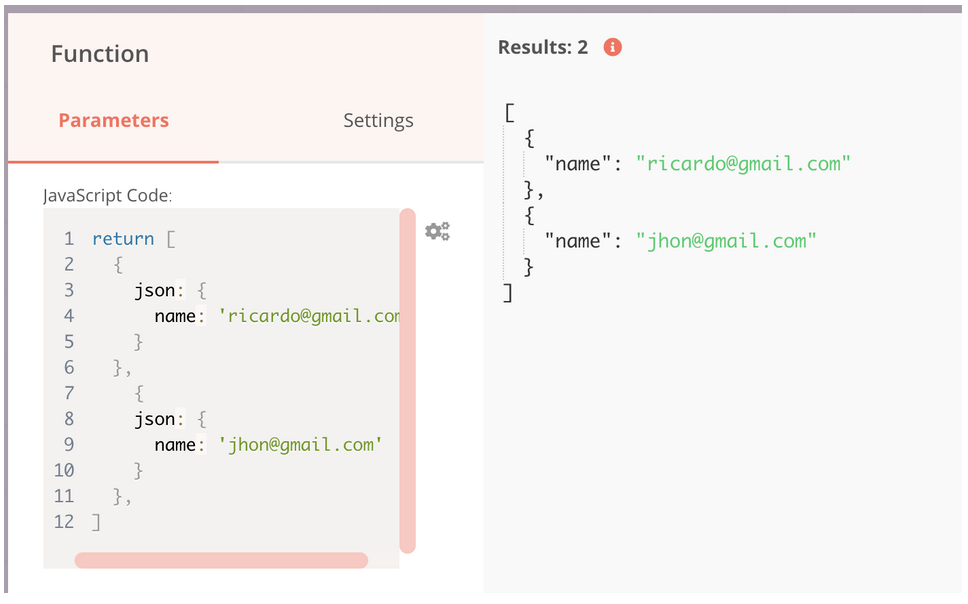 Function
Parameters
Settings
JavaScript Code:
1 return [
2 {
3 json: {
4 name: 'ricardo@gmail.com
5 }
6 },
7 {
8 json: {
9 name: 'jhon@gmail.com'
10 }
11 },
12 ]
Results: 2
[
{
"name": "ricardo@gmail.com"
},
{
"name": "jhon@gmail.com"
}
]